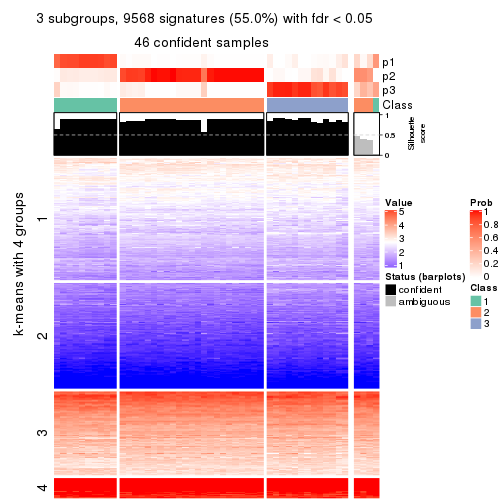 3 subgroups, 9568 signatures (55.0%) with fdr < 0.05
46 confident samples
p1
p2
p3
Class
1
0.5
0
Silhouette
score
k-means with 4 groups
1
2
3
4
Value
5
4
3
2
1
Status (barplots)
confident
ambiguous
Prob
1
0.8
0.6
0.4
0.2
0
Class
1
2
3